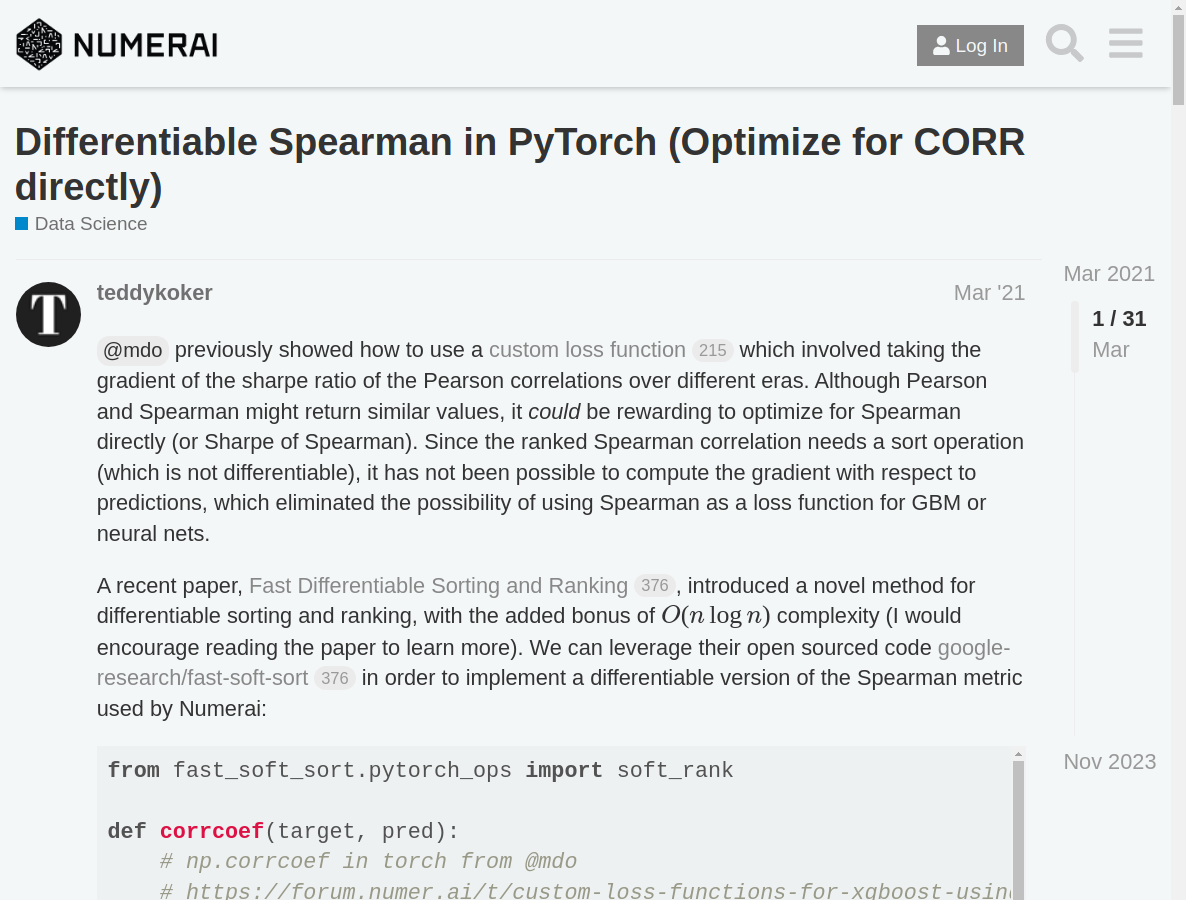 NUMERAI
Log In
Differentiable Spearman in PyTorch (Optimize for CORR
directly)
Data Science
Mar 2021
teddykoker
Mar '21
1 / 31
Mar
@mdo previously showed how to use a custom loss function 215 which involved taking the
gradient of the sharpe ratio of the Pearson correlations over different eras. Although Pearson
and Spearman might return similar values, it could be rewarding to optimize for Spearman
directly (or Sharpe of Spearman). Since the ranked Spearman correlation needs a sort operation
(which is not differentiable), it has not been possible to compute the gradient with respect to
predictions, which eliminated the possibility of using Spearman as a loss function for GBM or
neural nets.
A recent paper, Fast Differentiable Sorting and Ranking 376, introduced a novel method for
differentiable sorting and ranking, with the added bonus of O(n log n) complexity (I would
encourage reading the paper to learn more). We can leverage their open sourced code google-
research/fast-soft-sort 376 in order to implement a differentiable version of the Spearman metric
used by Numerai:
Nov 2023
from fast_soft_sort.pytorch_ops import soft_rank
def corrcoef(target, pred):
    # np.corrcoef in torch from @mdo
    # https://forum.numer.ai/t/custom-loss-functions-for-xgboost-using